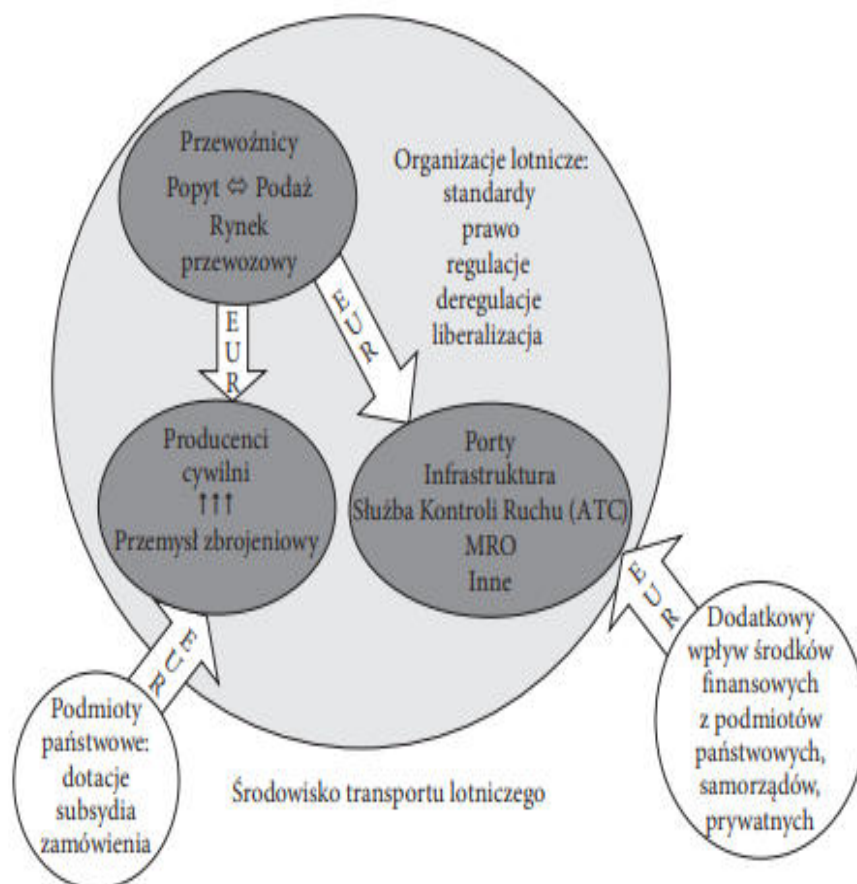 Przewoźnicy
Popyt ⇔ Podaż
Rynek
przewozowy
Organizacje lotnicze:
standardy
prawo
regulacje
deregulacje
liberalizacja
EUR
EUR
Producenci
cywilni
↑↑↑
Przemysł zbrojeniowy
Porty
Infrastruktura
Służba Kontroli Ruchu (ATC)
MRO
Inne
EUR
EUR
Podmioty
państwowe:
dotacje
subsydia
zamówienia
Środowisko transportu lotniczego
Dodatkowy
wpływ środków
finansowych
z podmiotów
państwowych,
samorządów,
prywatnych